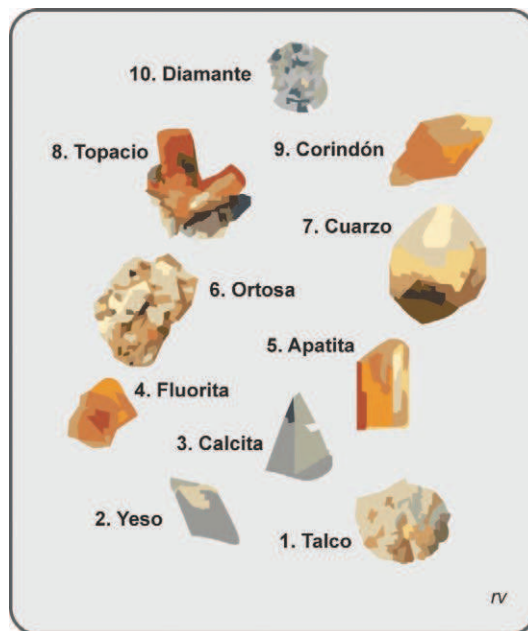 10. Diamante
8. Topacio
9. Corindón
7. Cuarzo
6. Ortosa
5. Apatita
4. Fluorita
3. Calcita
2. Yeso
1. Talco
rv